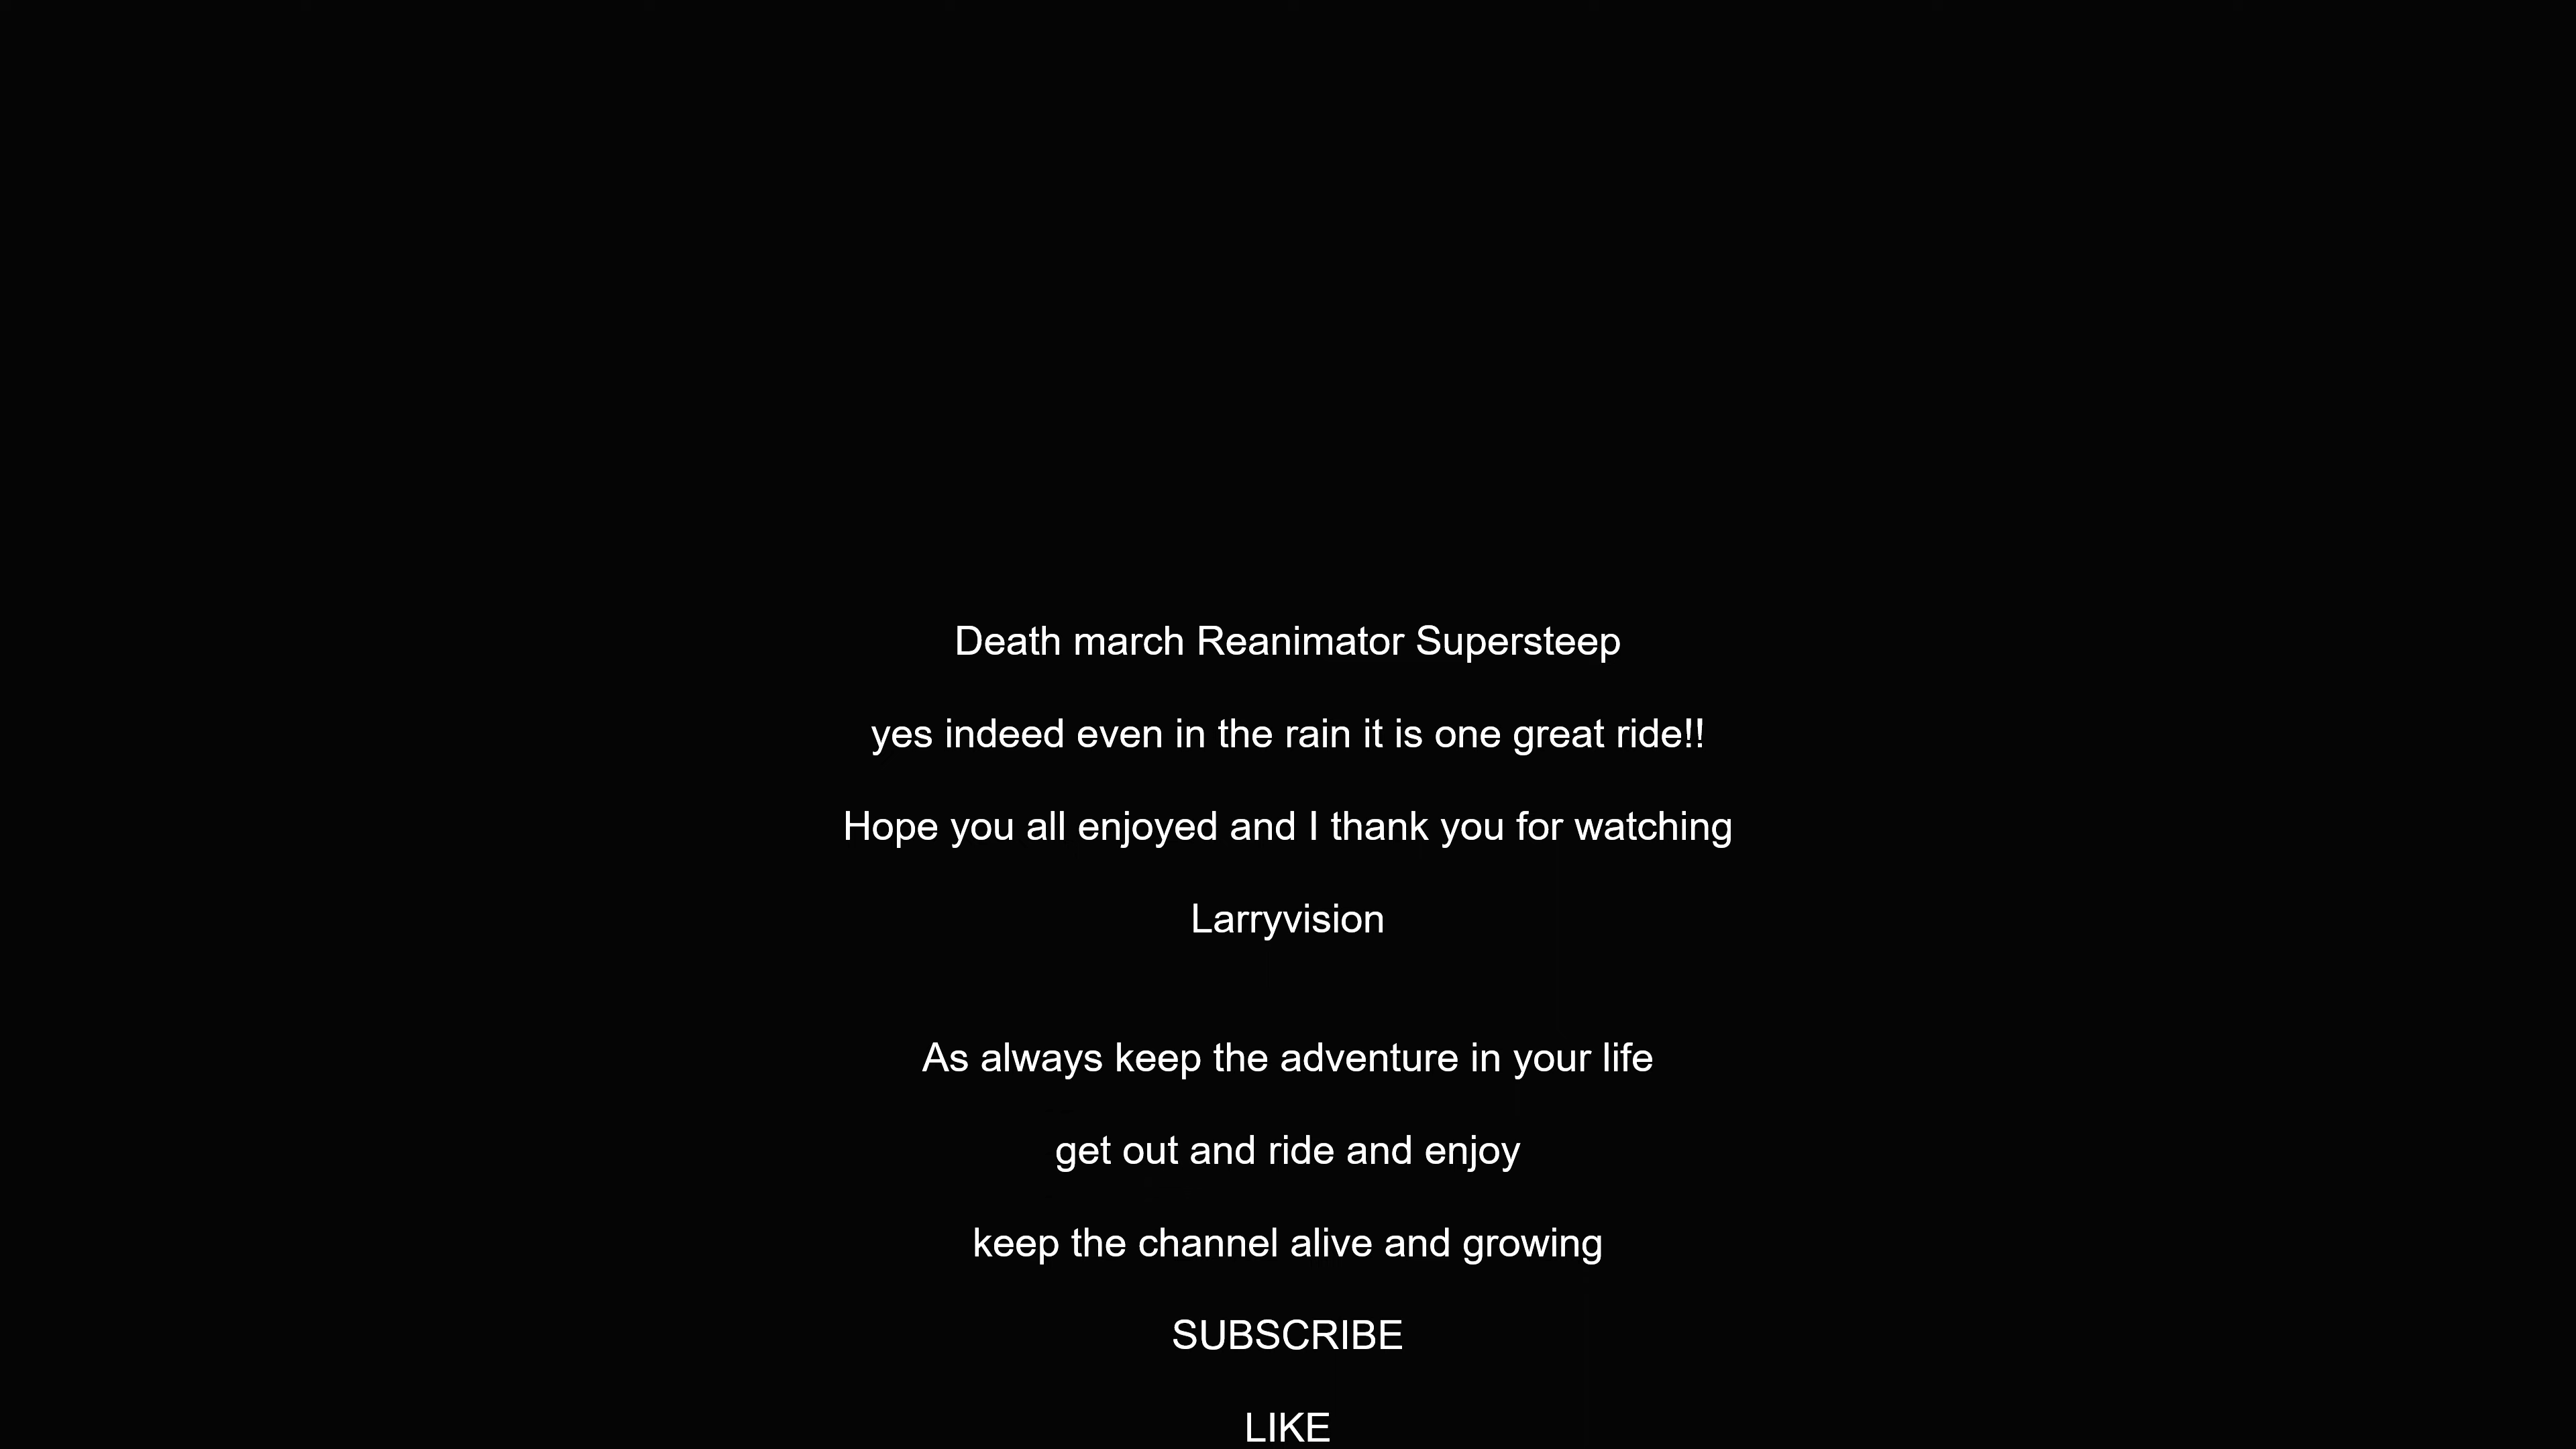 Death march Reanimator Supersteep
yes indeed even in the rain it is one great ride!!
Hope you all enjoyed and I thank you for watching
Larryvision
As always keep the adventure in your life
get out and ride and enjoy
keep the channel alive and growing
SUBSCRIBE
LIKE